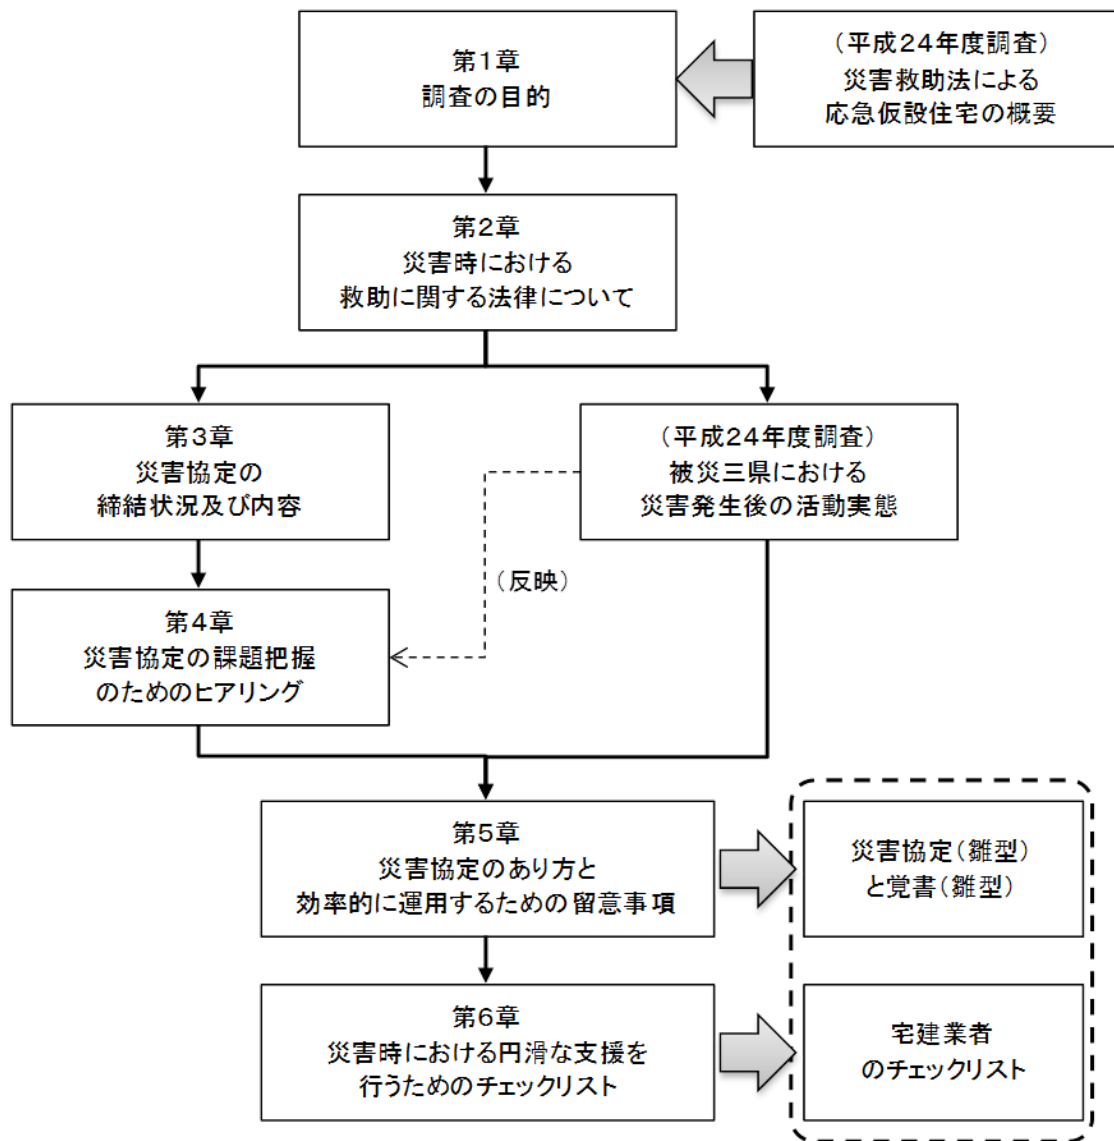 第1章
調査の目的
(平成24年度調査)
災害救助法による
応急仮設住宅の概要
第2章
災害時における
救助に関する法律について
第3章
災害協定の
締結状況及び内容
(平成24年度調査)
被災三県における
災害発生後の活動実態
(反映)
第4章
災害協定の課題把握
のためのヒアリング
第5章
災害協定のあり方と
効率的に運用するための留意事項
災害協定(雛型)
と覚書(雛型)
第6章
災害時における円滑な支援を
行うためのチェックリスト
宅建業者
のチェックリスト